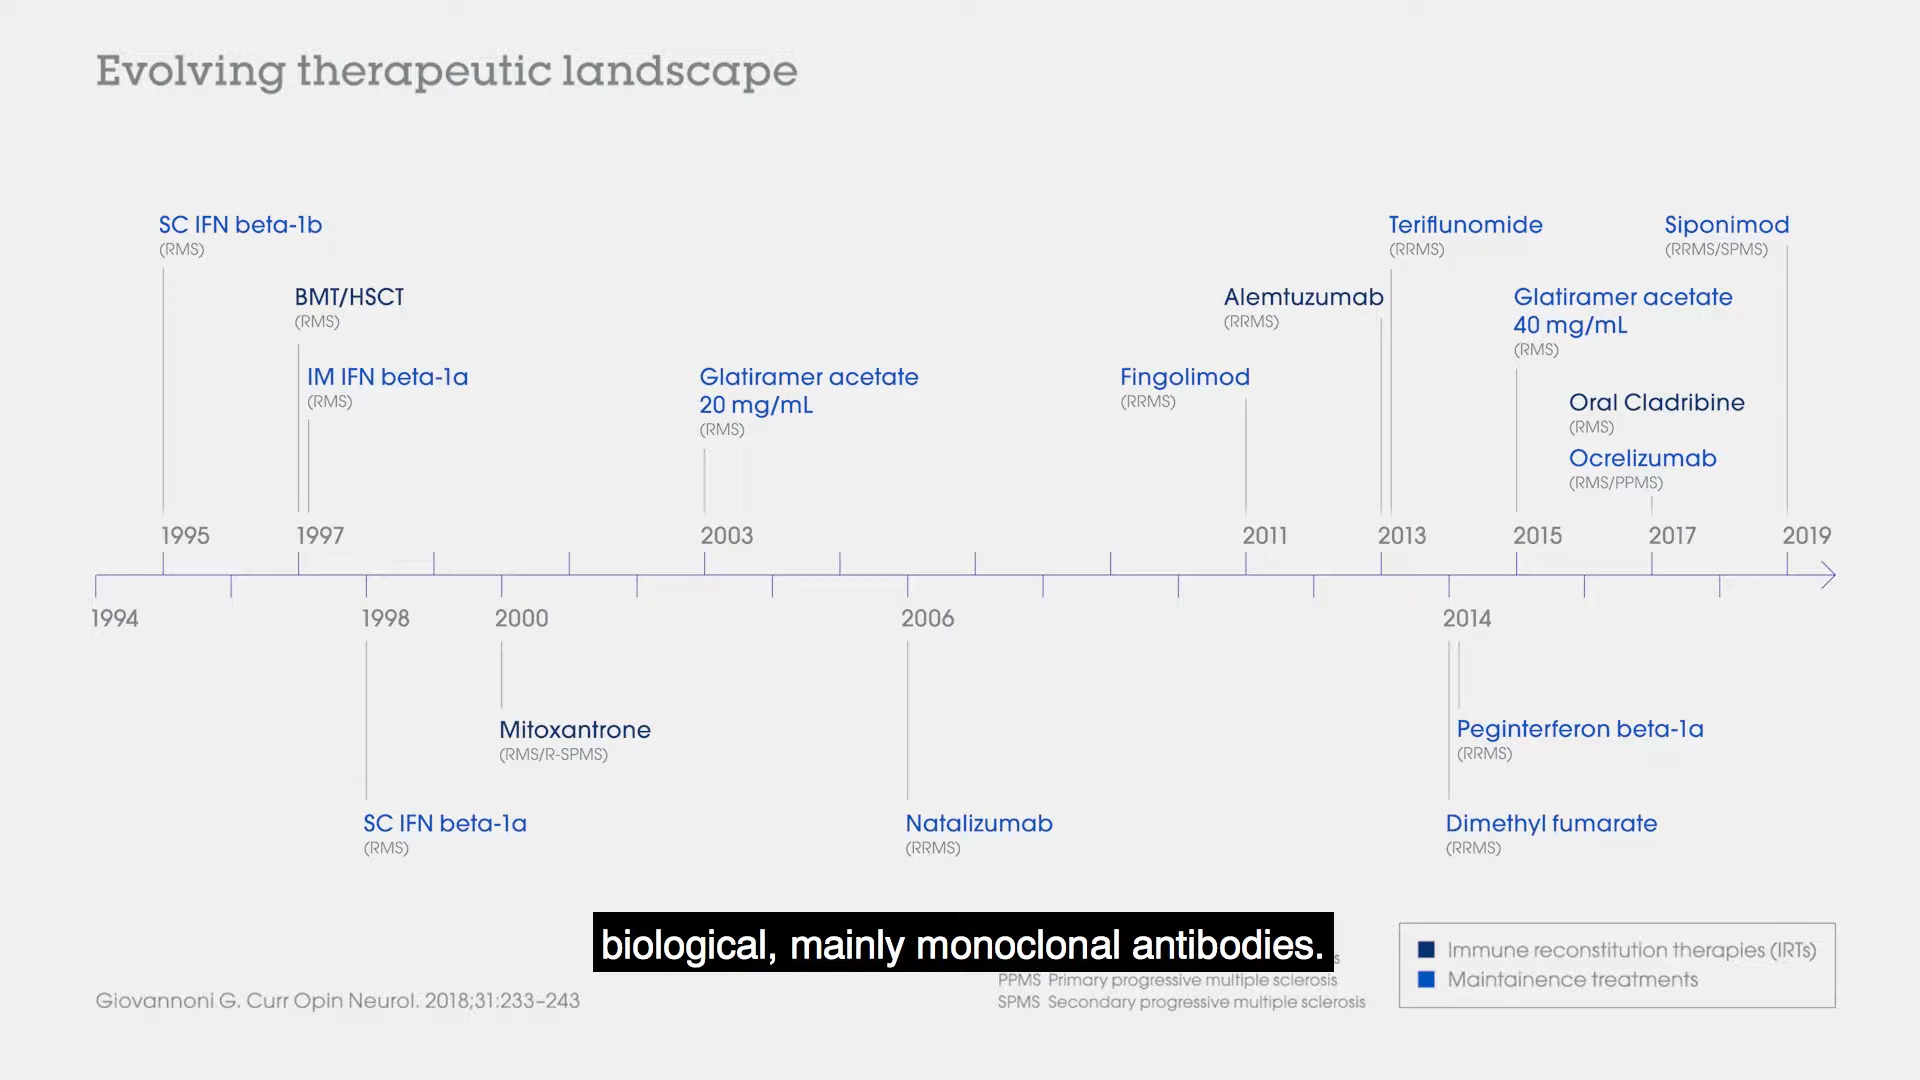 Evolving therapeutic landscape
SC IFN beta-1b
(RMS)
Teriflunomide
(RRMS)
Siponimod
(RRMS/SPMS)
BMT/HSCT
(RMS)
Alemtuzumab
(RRMS)
Glatiramer acetate
40 mg/mL
(RMS)
IM IFN beta-1a
(RMS)
Glatiramer acetate
20 mg/mL
(RMS)
Fingolimod
(RRMS)
Oral Cladribine
(RMS)
Ocrelizumab
(RMS/PPMS)
1995 1997 2003 2011 2013 2015 2017 2019
1994 1998 2000 2006 2014
Mitoxantrone
(RMS/R-SPMS)
Peginterferon beta-1a
(RRMS)
SC IFN beta-1a
(RMS)
Natalizumab
(RRMS)
Dimethyl fumarate
(RRMS)
biological, mainly monoclonal antibodies.
PPMS Primary progressive multiple sclerosis
SPMS Secondary progressive multiple sclerosis
Immune reconstitution therapies (IRTs)
Maintainence treatments
Giovannoni G. Curr Opin Neurol. 2018;31:233–243